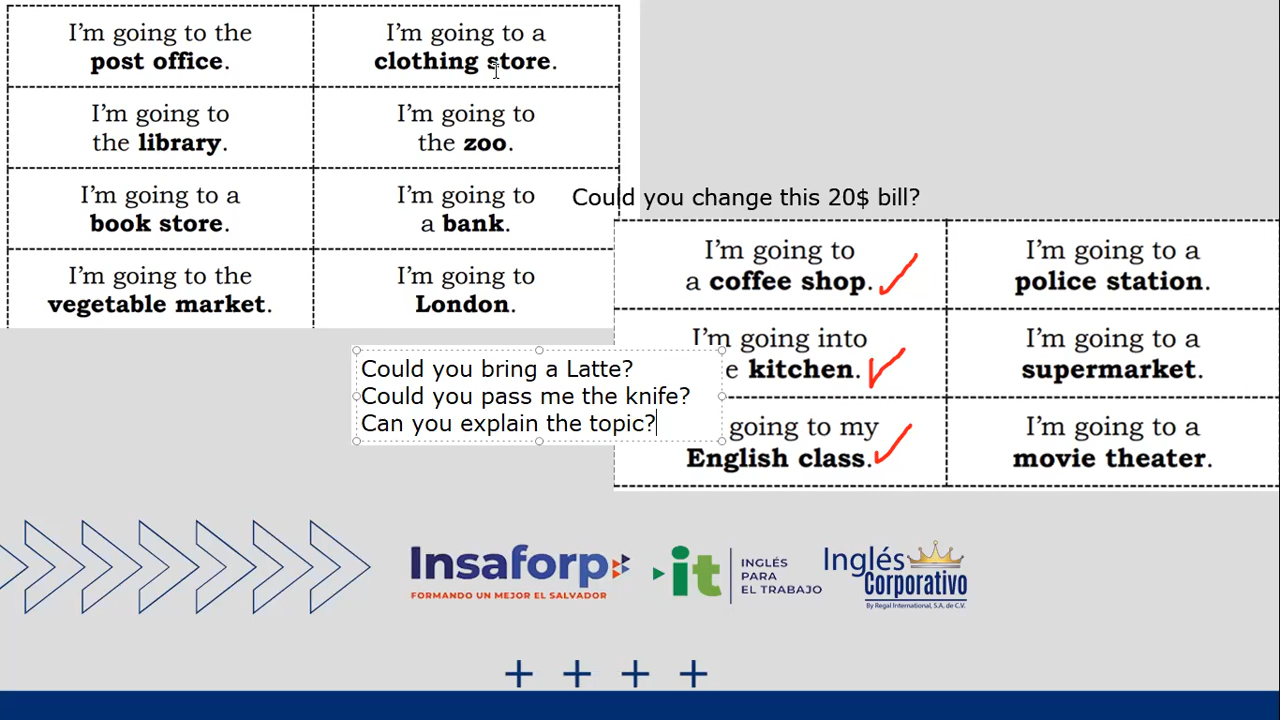 I'm going to the
post office.
I'm going to a
clothing store.
I'm going to
the library.
I'm going to
the zoo.
I'm going to a
book store.
I'm going to
a bank.
I'm going to the
vegetable market.
I'm going to
London.
Could you change this 20$ bill?
I'm going to
a coffee shop.
I'm going to a
police station.
I'm going into
e kitchen.
I'm going to a
supermarket.
going to my
English class.
I'm going to a
movie theater.
Could you bring a Latte?
Could you pass me the knife?
Can you explain the topic?
Insaforp
FORMANDO UN MEJOR EL SALVADOR
it
INGLÉS
PARA
EL TRABAJO
Inglés
Corporativo
By Regal International, S.A. de C.V.